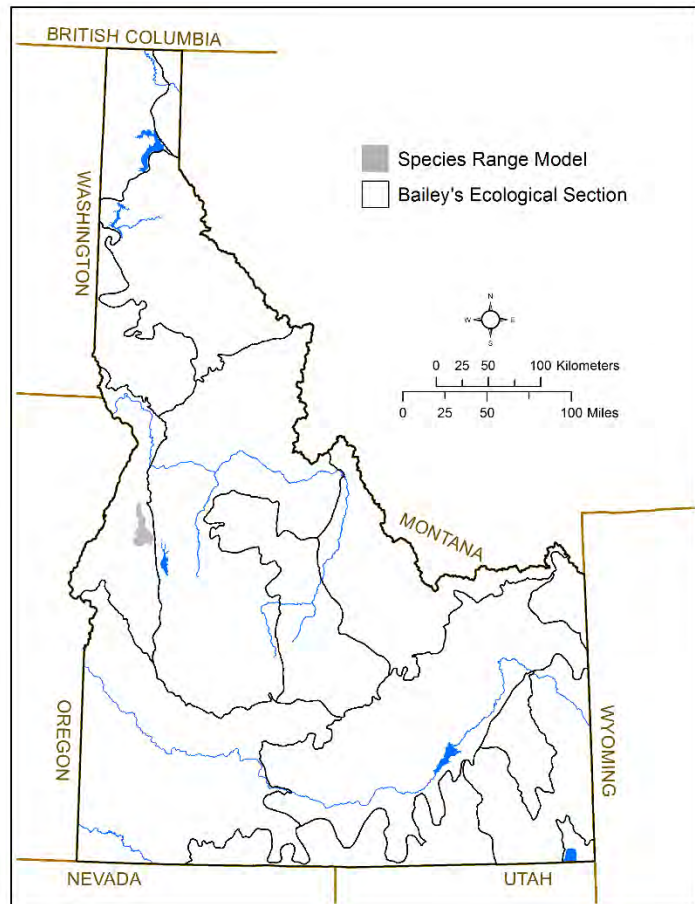 BRITISH COLUMBIA
WASHINGTON
Species Range Model
Bailey's Ecological Section
N
W E
S
0 25 50 100 Kilometers
0 25 50 100 Miles
MONTANA
OREGON
WYOMING
NEVADA
UTAH